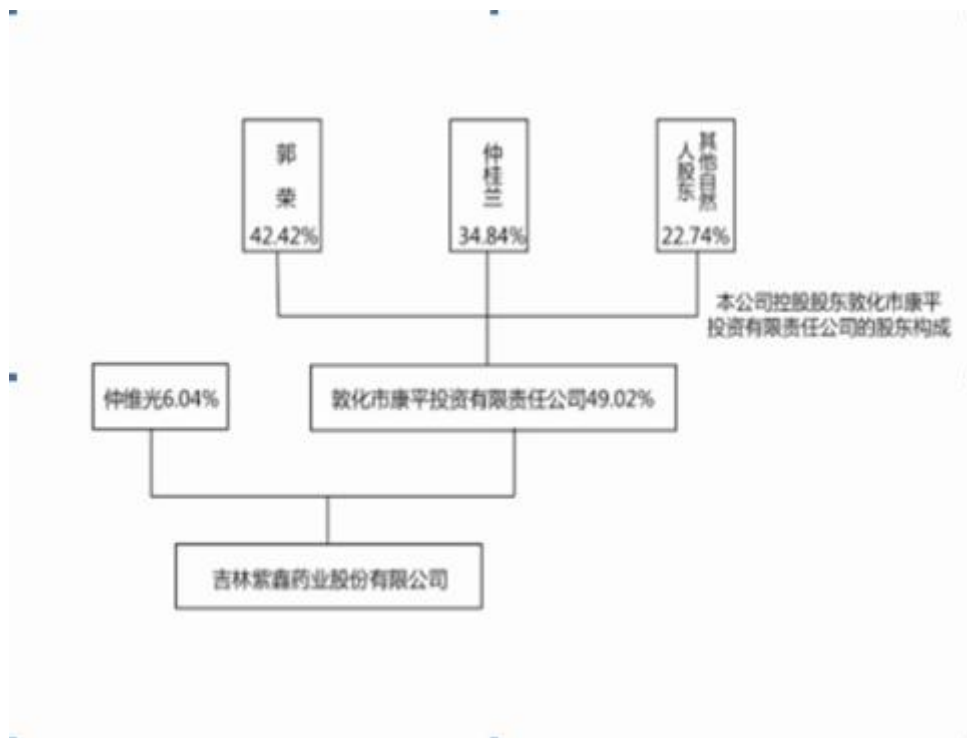 郭荣
42.42%
仲桂兰
34.84%
其他自然
人股东
22.74%
本公司控股股东敦化市康平
投资有限责任公司的股东构成
仲维光6.04%
敦化市康平投资有限责任公司49.02%
吉林紫鑫药业股份有限公司